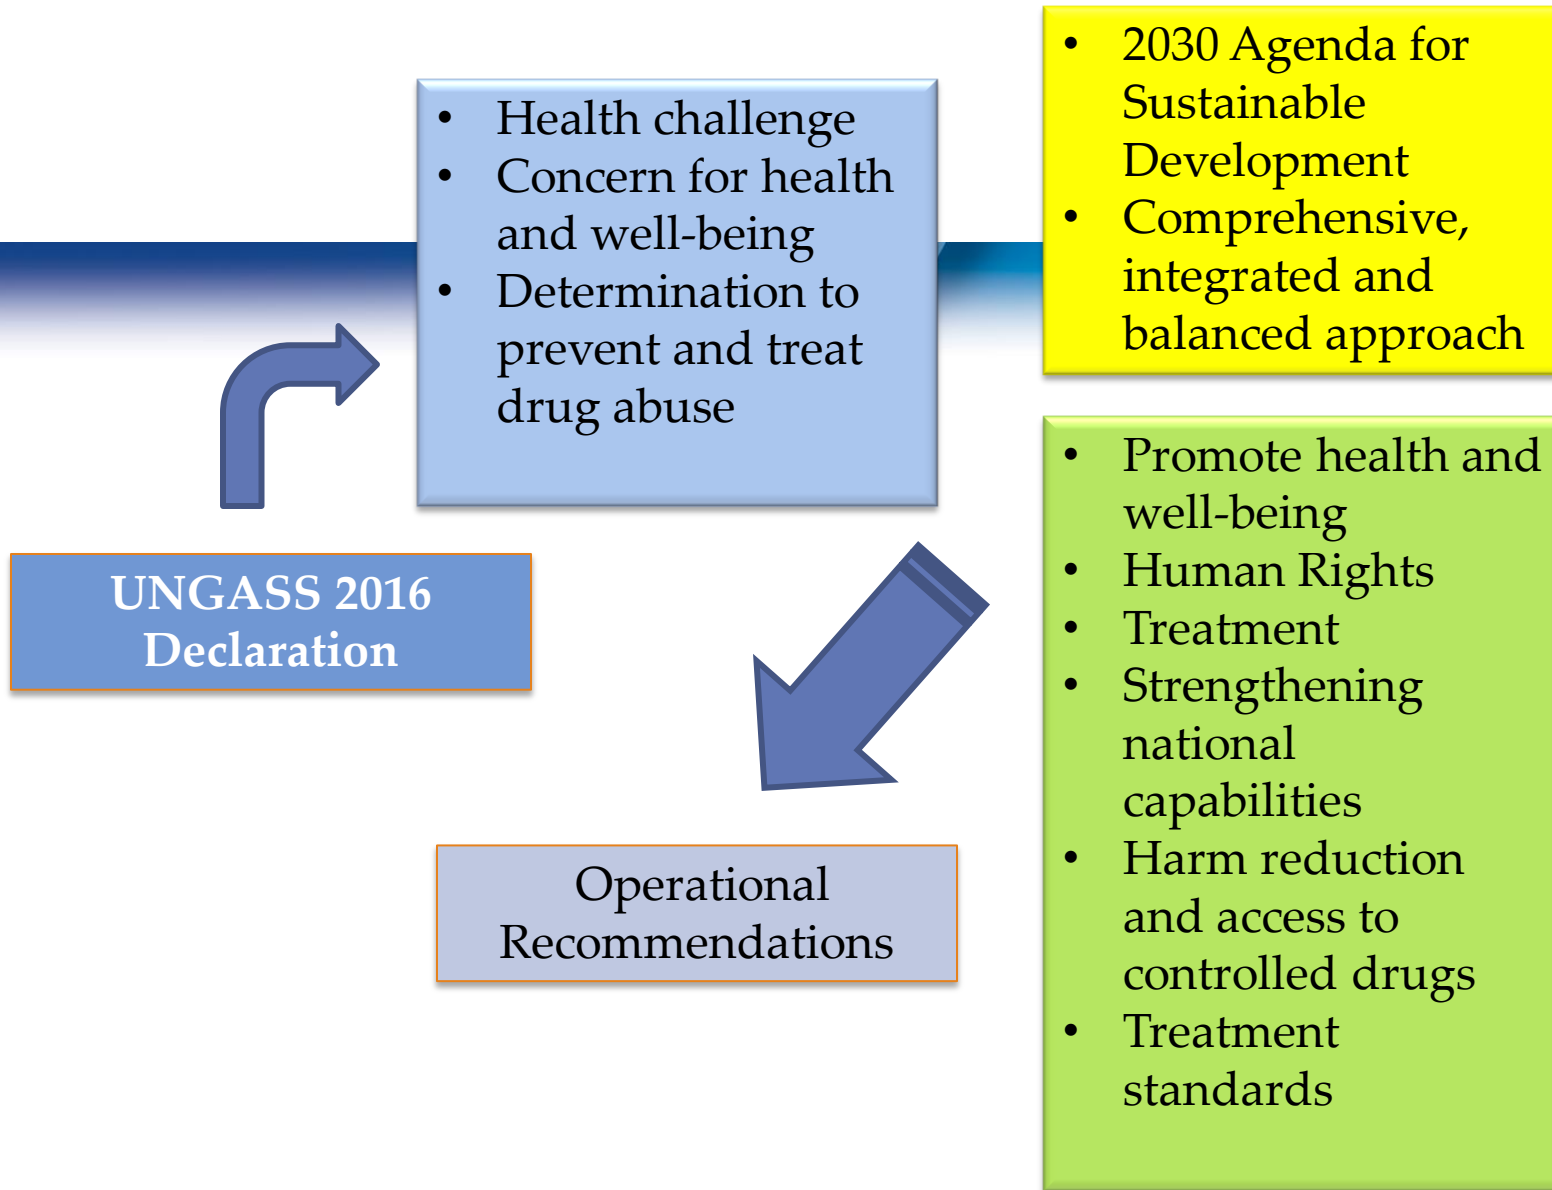 • Health challenge
• Concern for health
and well-being
• Determination to
prevent and treat
drug abuse
• 2030 Agenda for
Sustainable
Development
• Comprehensive,
integrated and
balanced approach
UNGASS 2016
Declaration
Operational
Recommendations
• Promote health and
well-being
• Human Rights
• Treatment
• Strengthening
national
capabilities
• Harm reduction
and access to
controlled drugs
• Treatment
standards